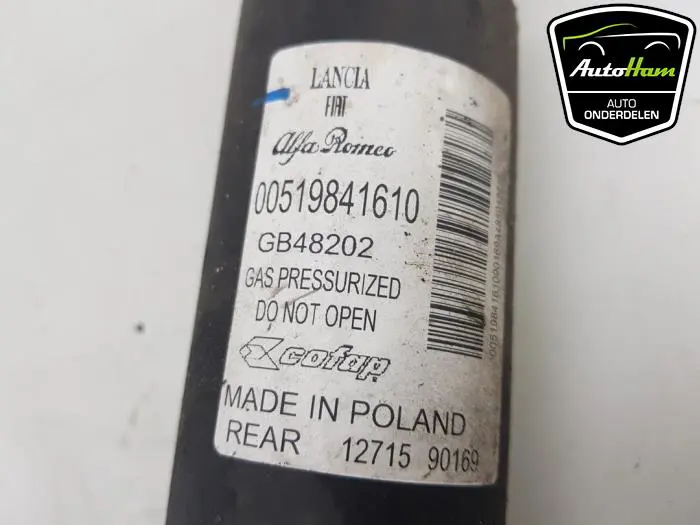 LANCIA
FIAT
Alfa Romeo
00519841610
GB48202
GAS PRESSURIZED
DO NOT OPEN
cofap
MADE IN POLAND
REAR 12715 90169
AutoHam
AUTO
ONDERDELEN